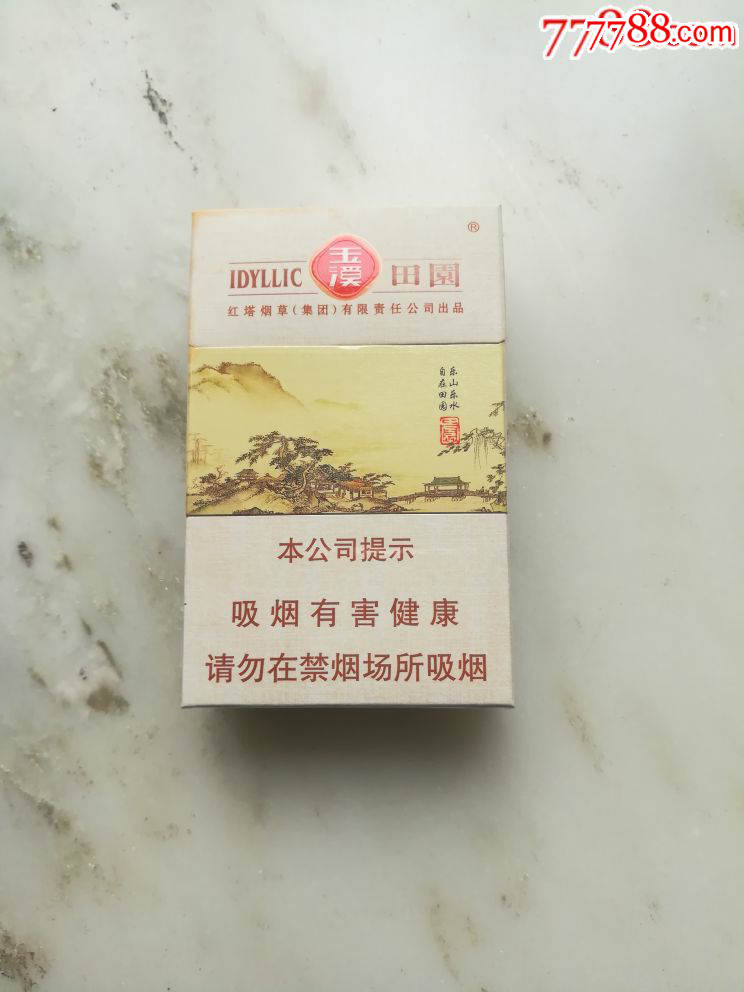 777788.com
®
IDYLLIC 玉溪 田園
红塔烟草(集团)有限责任公司出品
乐山乐水
自在田园
本公司提示
吸烟有害健康
请勿在禁烟场所吸烟